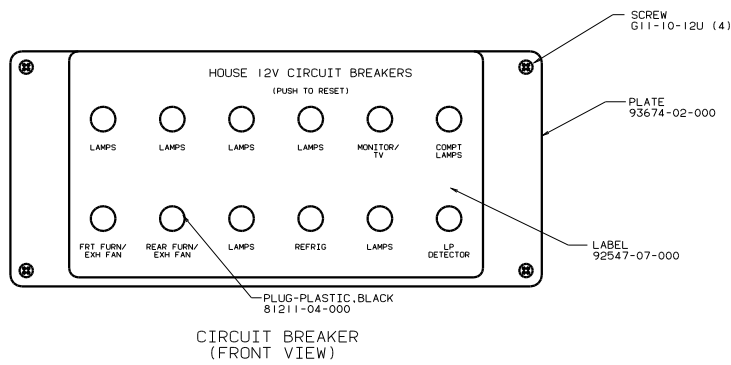 SCREW
G11-10-12U (4)
HOUSE 12V CIRCUIT BREAKERS
(PUSH TO RESET)
PLATE
93674-02-000
LAMPS
LAMPS
LAMPS
LAMPS
MONITOR/
TV
COMPT
LAMPS
FRT FURN/
EXH FAN
REAR FURN/
EXH FAN
LAMPS
REFRIG
LAMPS
LP
DETECTOR
LABEL
92547-07-000
PLUG-PLASTIC,BLACK
81211-04-000
CIRCUIT BREAKER
(FRONT VIEW)